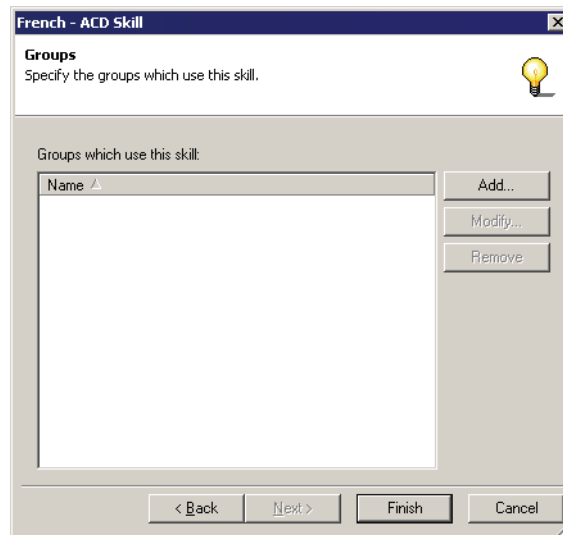 French - ACD Skill
Groups
Specify the groups which use this skill.
Groups which use this skill:
Name
Add...
Modify...
Remove
< Back
Next >
Finish
Cancel